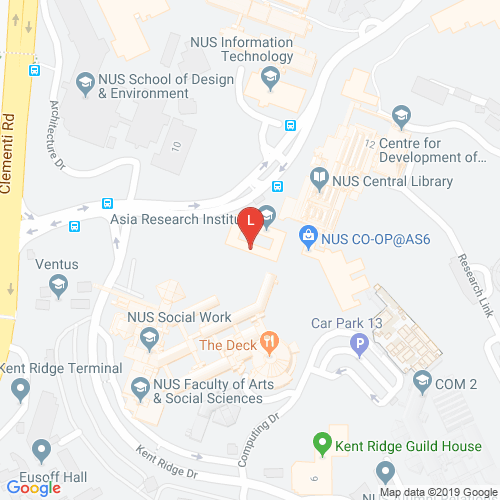 NUS Information
Technology
NUS School of Design
& Environment
Clementi Rd
Architecture Dr
10
12
Centre for
Development of...
NUS Central Library
Asia Research Institute
L
NUS CO-OP@AS6
Ventus
Research Link
NUS Social Work
Car Park 13
The Deck
P
Kent Ridge Terminal
NUS Faculty of Arts
& Social Sciences
COM 2
Computing Dr
Kent Ridge Guild House
Kent Ridge Dr
Eusoff Hall
6
Google
Map data ©2019 Google